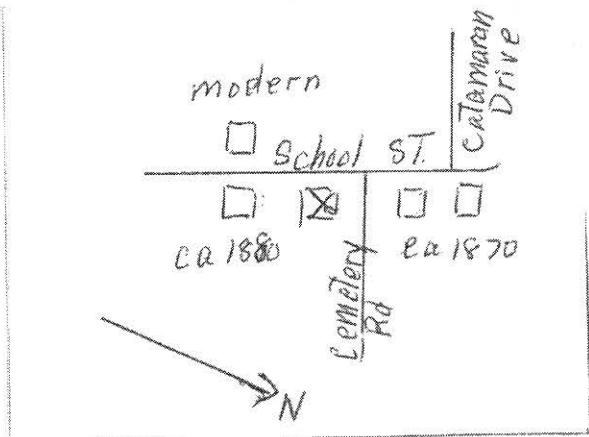 modern
Catamaran
Drive
School ST.
ca 1880
ca 1870
Cemetery
Rd
N